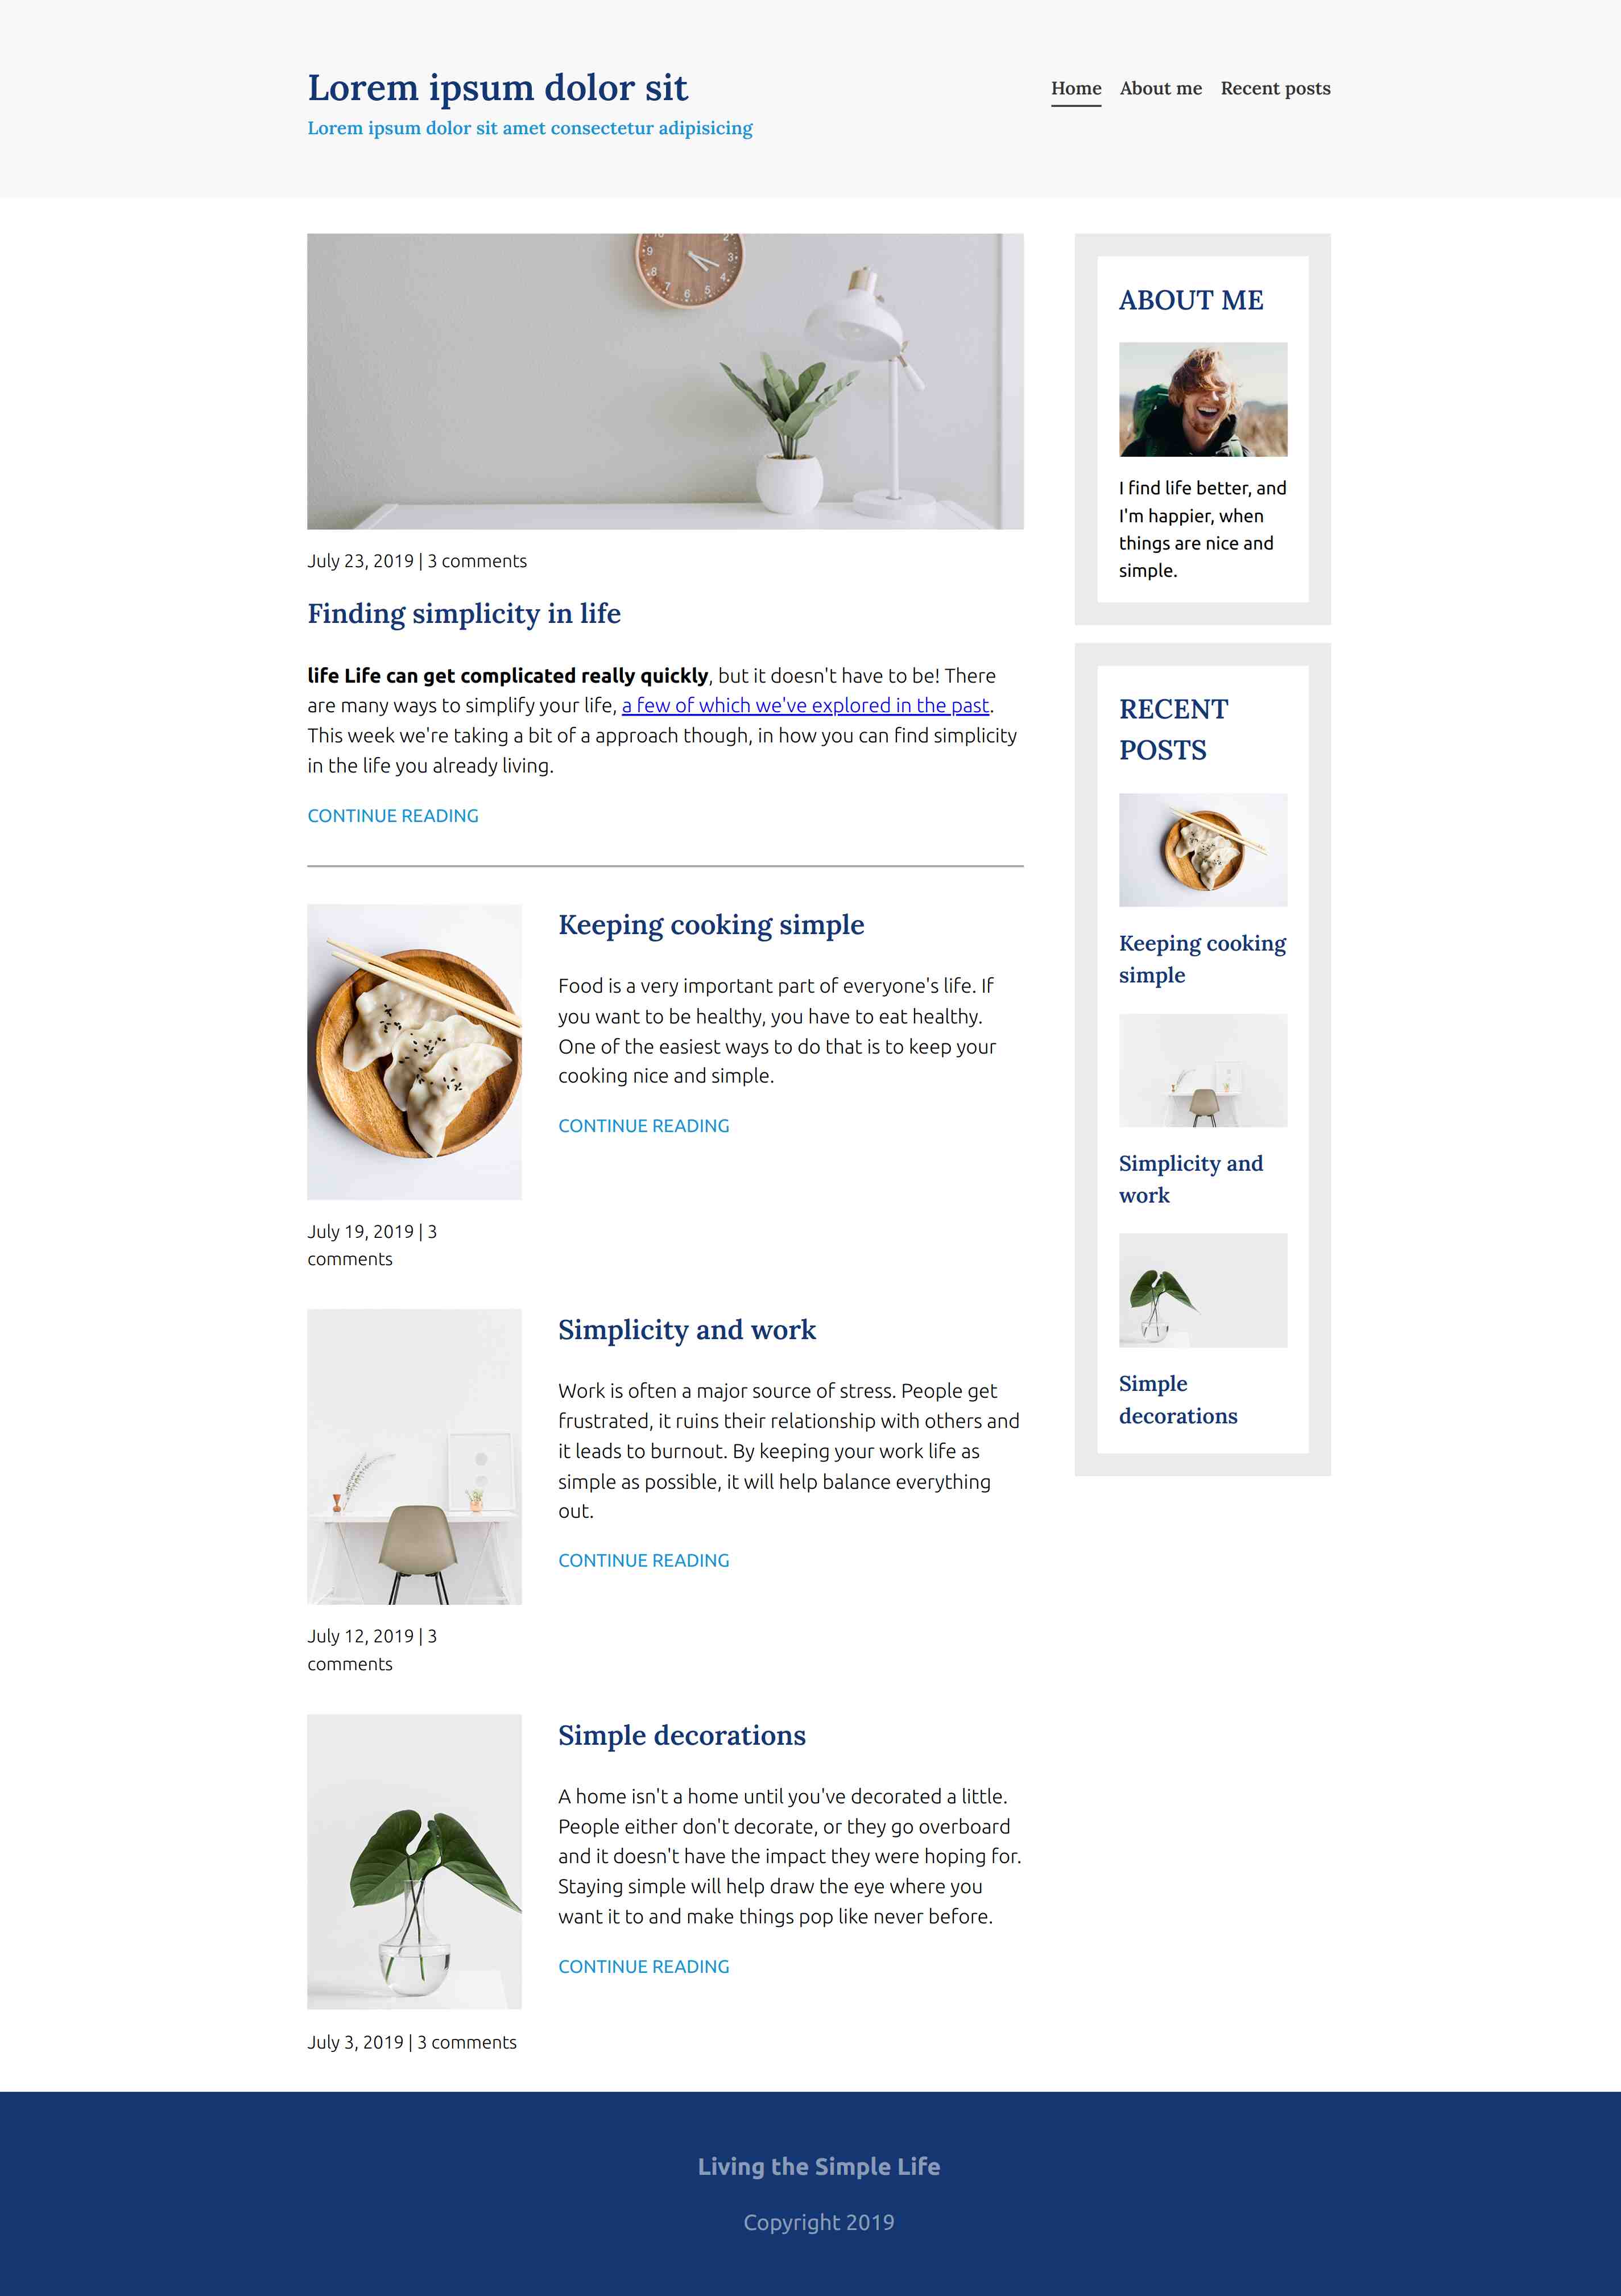 Lorem ipsum dolor sit
Lorem ipsum dolor sit amet consectetur adipisicing
Home About me Recent posts
July 23, 2019 | 3 comments
Finding simplicity in life
life Life can get complicated really quickly, but it doesn't have to be! There
are many ways to simplify your life, a few of which we've explored in the past.
This week we're taking a bit of a approach though, in how you can find simplicity
in the life you already living.
CONTINUE READING
Keeping cooking simple
Food is a very important part of everyone's life. If
you want to be healthy, you have to eat healthy.
One of the easiest ways to do that is to keep your
cooking nice and simple.
CONTINUE READING
July 19, 2019 | 3
comments
Simplicity and work
Work is often a major source of stress. People get
frustrated, it ruins their relationship with others and
it leads to burnout. By keeping your work life as
simple as possible, it will help balance everything
out.
CONTINUE READING
July 12, 2019 | 3
comments
Simple decorations
A home isn't a home until you've decorated a little.
People either don't decorate, or they go overboard
and it doesn't have the impact they were hoping for.
Staying simple will help draw the eye where you
want it to and make things pop like never before.
CONTINUE READING
July 3, 2019 | 3 comments
ABOUT ME
I find life better, and
I'm happier, when
things are nice and
simple.
RECENT
POSTS
Keeping cooking
simple
Simplicity and
work
Simple
decorations
Living the Simple Life
Copyright 2019